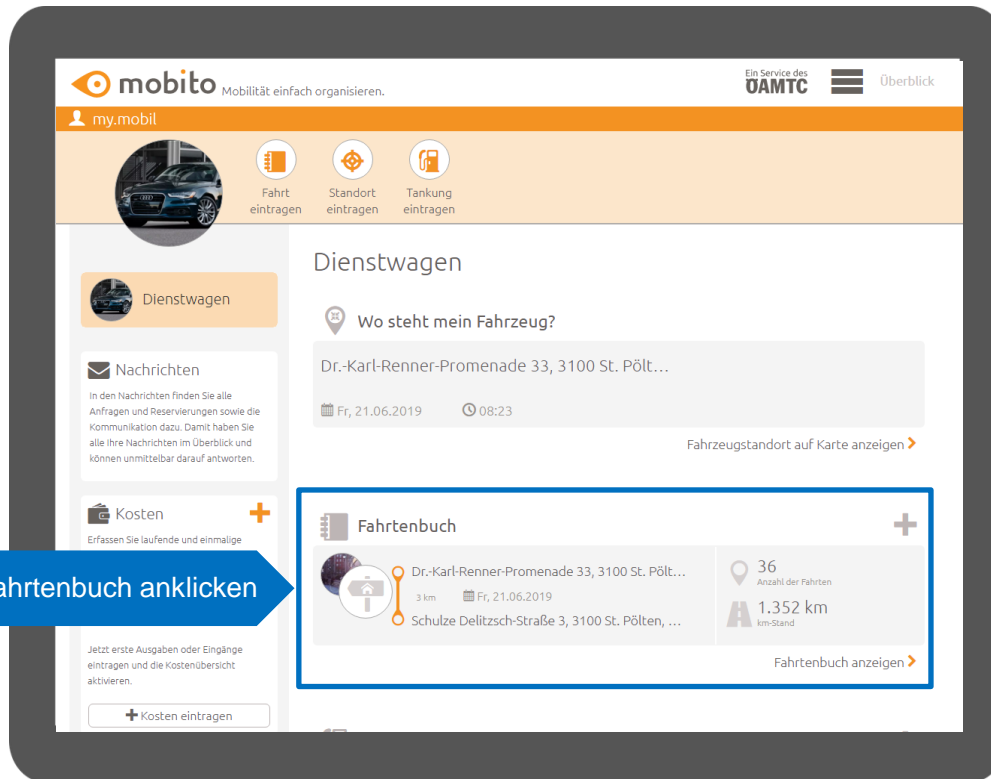 mobito Mobilität einfach organisieren.
Ein Service des
ÖAMTC
Überblick
my.mobil
Fahrt
eintragen
Standort
eintragen
Tankung
eintragen
Dienstwagen
Dienstwagen
Wo steht mein Fahrzeug?
Dr.-Karl-Renner-Promenade 33, 3100 St. Pölt...
Fr, 21.06.2019 08:23
Fahrzeugstandort auf Karte anzeigen
Nachrichten
In den Nachrichten finden Sie alle
Anfragen und Reservierungen sowie die
Kommunikation dazu. Damit haben Sie
alle Ihre Nachrichten im Überblick und
können unmittelbar darauf antworten.
Kosten
Erfassen Sie laufende und einmalige
ahrtenbuch anklicken
Jetzt erste Ausgaben oder Eingänge
eintragen und die Kostenübersicht
aktivieren.
Kosten eintragen
Fahrtenbuch
Dr.-Karl-Renner-Promenade 33, 3100 St. Pölt...
3 km Fr, 21.06.2019
Schulze Delitzsch-Straße 3, 3100 St. Pölten, ...
36
Anzahl der Fahrten
1.352 km
km-Stand
Fahrtenbuch anzeigen